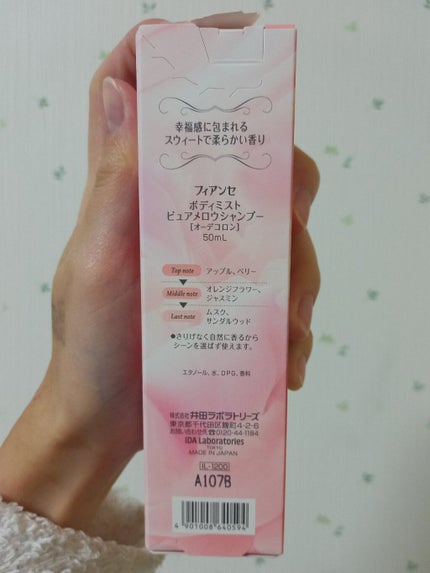 幸福感に包まれる
スウィートで柔らかい香り
フィアンセ
ボディミスト
ピュアメロウシャンプー
[オーデコロン]
50mL
Top note アップル、ベリー
Middle note オレンジフラワー、
ジャスミン
Last note ムスク、
サンダルウッド
●さりげなく自然に香るから
シーンを選ばず使えます。
エタノール、水、DPG、香料
株式会社 井田ラボラトリーズ
東京都千代田区麹町4-2-6
お問い合わせ先☎0120-44-1184
IDA Laboratories
TOKYO
MADE IN JAPAN
IL-1200
A107B
4 901008 640594